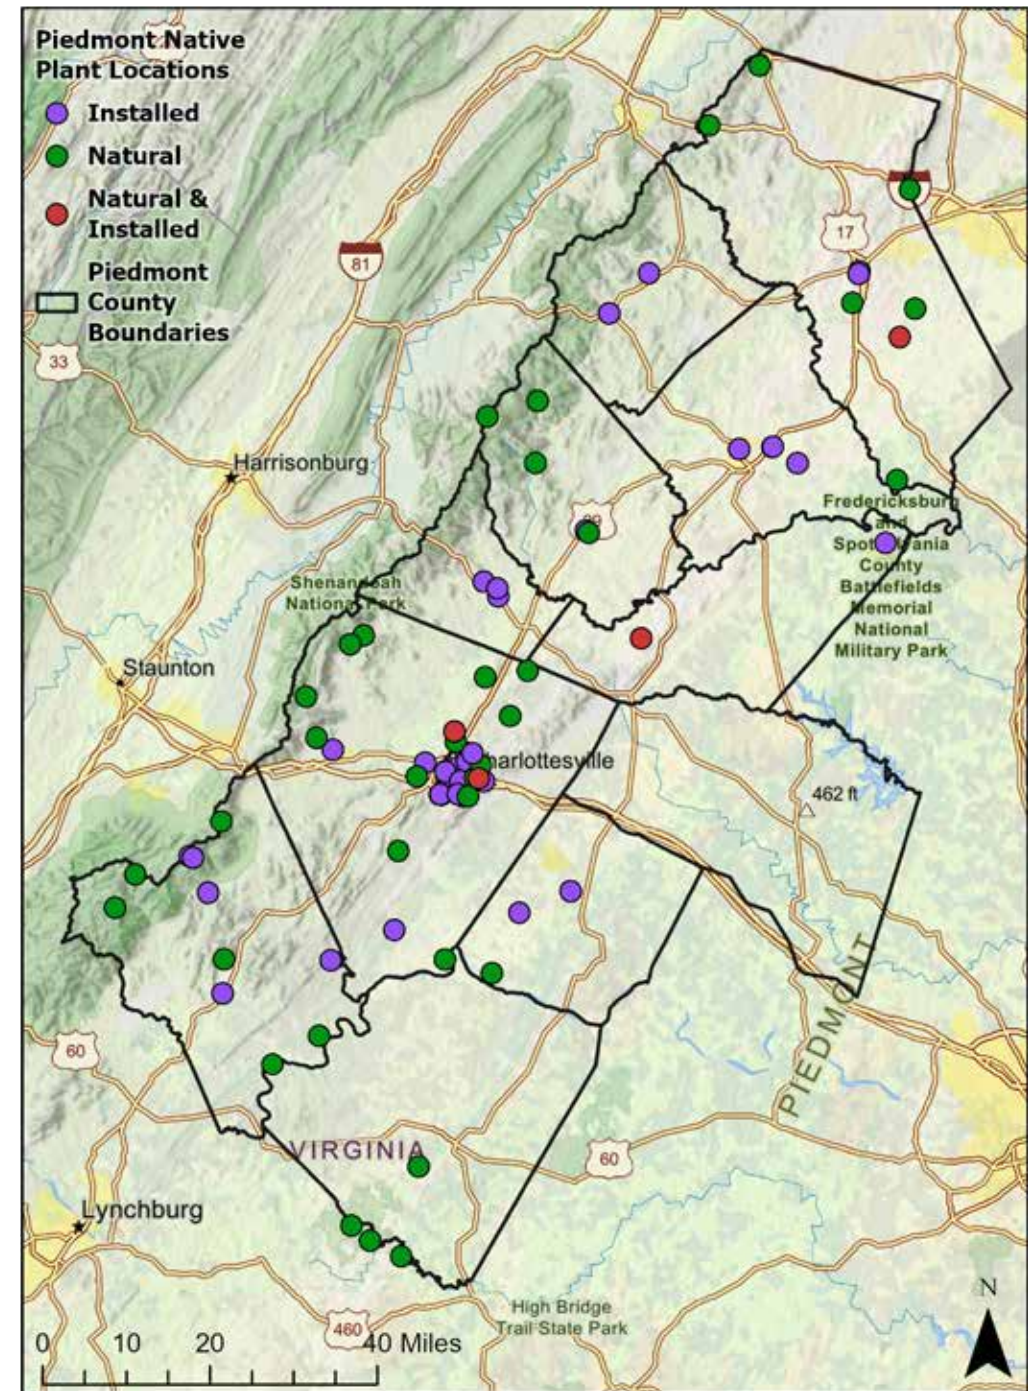 Piedmont Native
Plant Locations
Installed
Natural
Natural &
Installed
Piedmont
County
Boundaries
81
17
33
Harrisonburg
Fredericksburg
and
Spotsylvania
County
Battlefields
Memorial
National
Military Park
Shenandoah
National Park
Staunton
harlottesville
462 ft
PIEDMONT
60
VIRGINIA
60
Lynchburg
High Bridge
Trail State Park
460
N
0 10 20 40 Miles